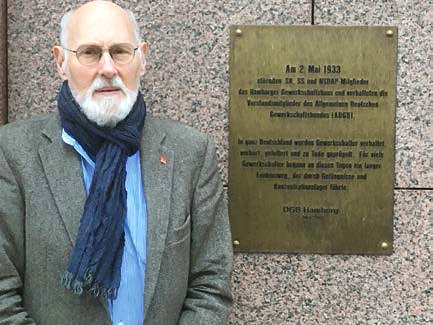 Am 2. Mai 1933
stürmten SA, SS und NSDAP-Mitglieder
das Hamburger Gewerkschaftshaus und verhafteten die
Vorstandsmitglieder des Allgemeinen Deutschen
Gewerkschaftsbundes (ADGB).
In ganz Deutschland wurden Gewerkschafter verhaftet,
verhört, gefoltert und zu Tode geprügelt. Für viele
Gewerkschafter begann an diesen Tagen ein langer
Leidensweg, der durch Gefängnisse und
Konzentrationslager führte.
DGB Hamburg